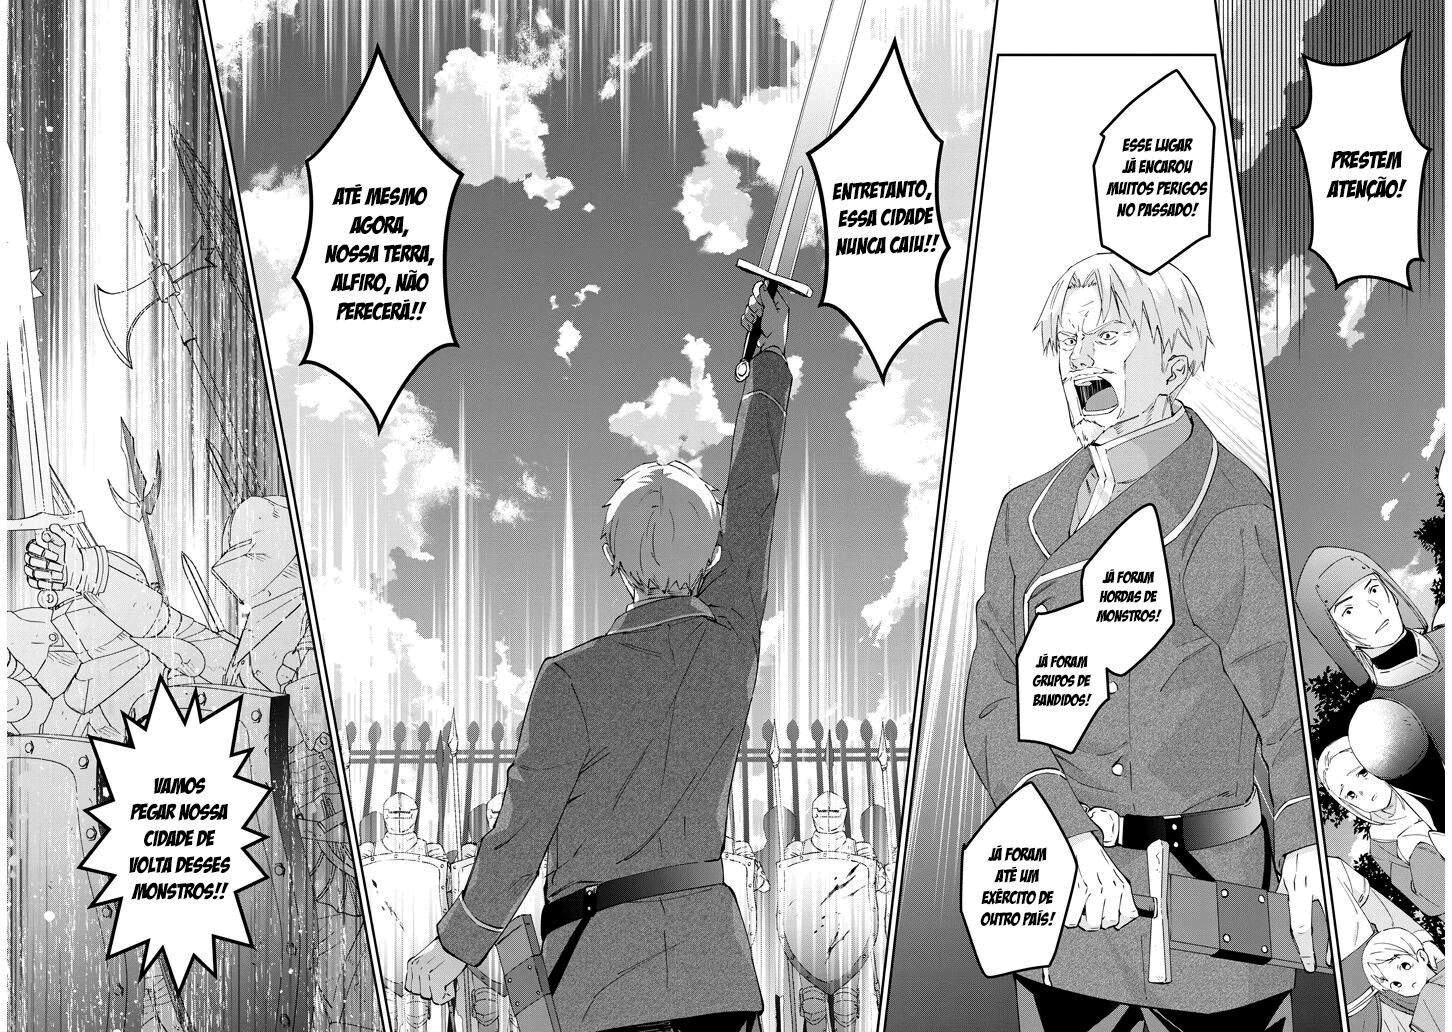 PRESTEM
ATENÇÃO!
ESSE LUGAR
JÁ ENCAROU
MUITOS PERIGOS
NO PASSADO!
JÁ FORAM
HORDAS DE
MONSTROS!
JÁ FORAM
GRUPOS DE
BANDIDOS!
JÁ FORAM
ATÉ UM
EXÉRCITO DE
OUTRO PAÍS!
ENTRETANTO,
ESSA CIDADE
NUNCA CAIU!!
ATÉ MESMO
AGORA,
NOSSA TERRA,
ALFIRO, NÃO
PERECERÁ!!
VAMOS
PEGAR NOSSA
CIDADE DE
VOLTA DESSES
MONSTROS!!